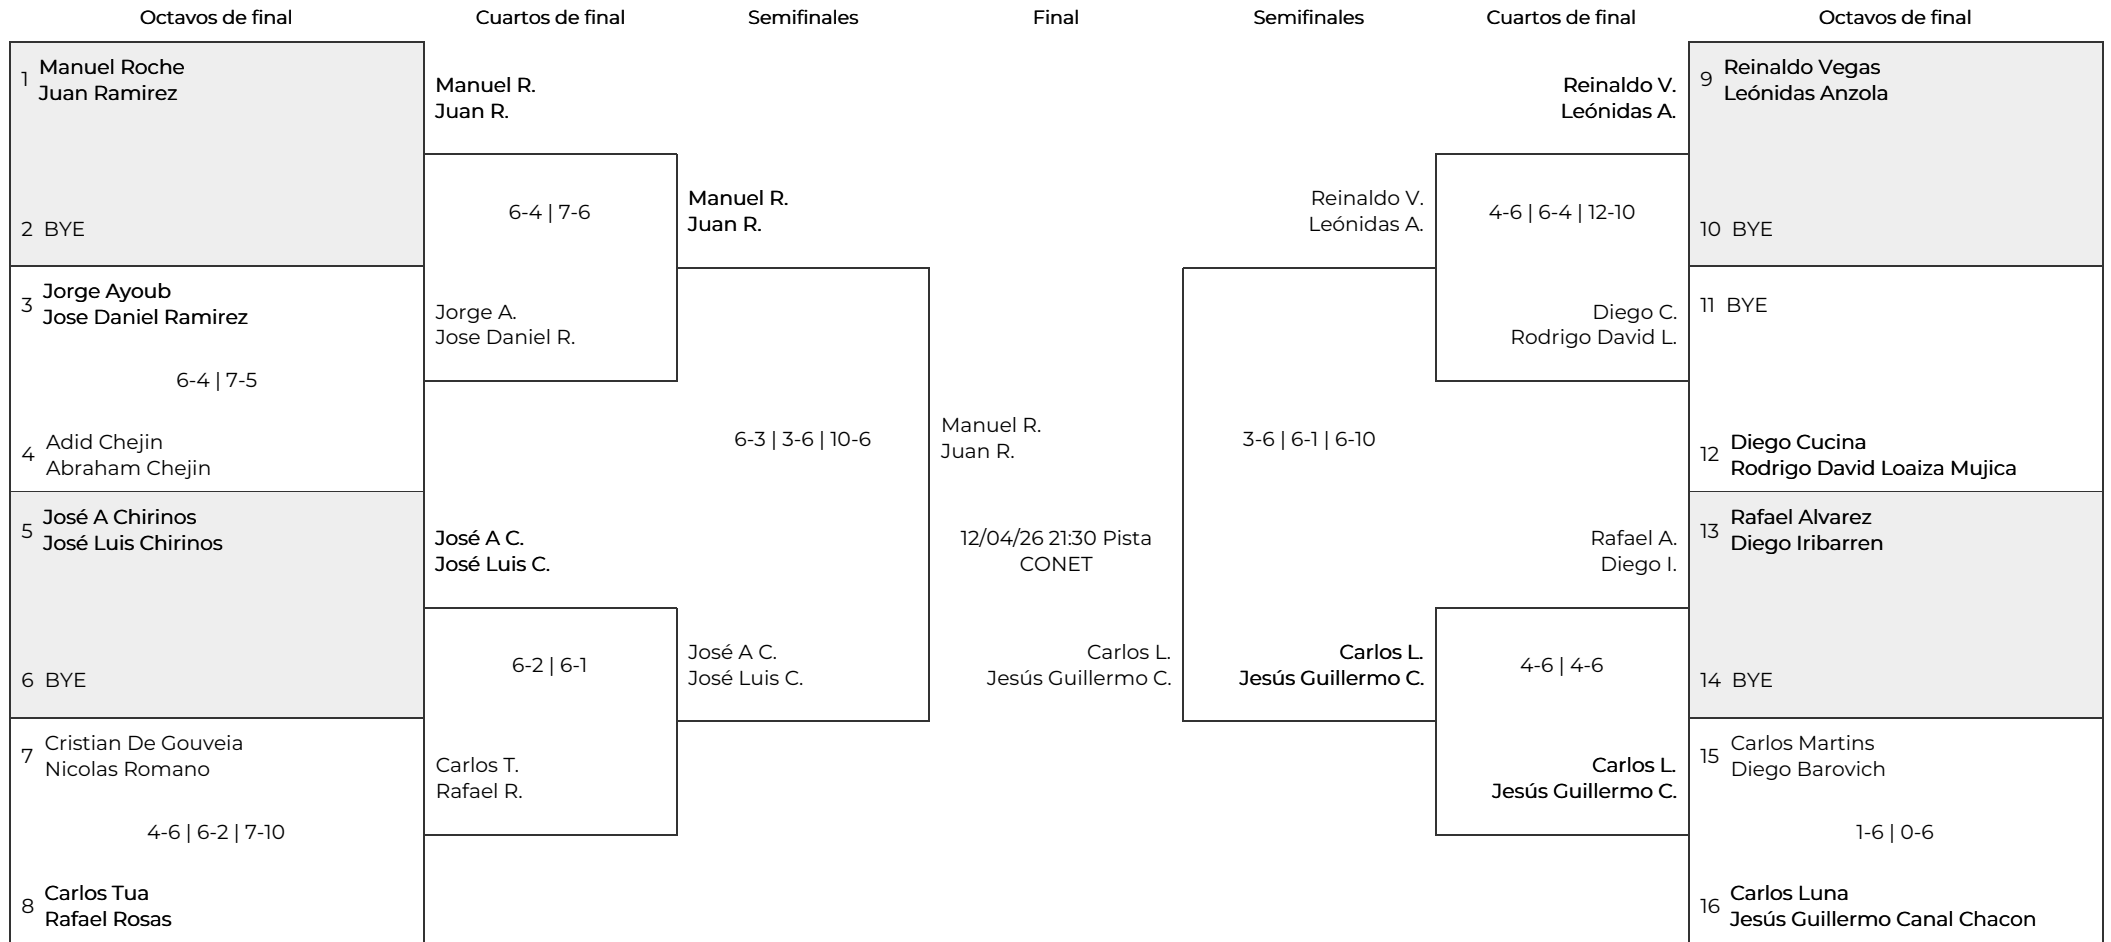 Octavos de final
Cuartos de final
Semifinales
Final
Semifinales
Cuartos de final
Octavos de final
1
Manuel Roche
Juan Ramirez
2 BYE
3
Jorge Ayoub
Jose Daniel Ramirez
6-4 | 7-5
4
Adid Chejin
Abraham Chejin
5
José A Chirinos
José Luis Chirinos
6 BYE
7
Cristian De Gouveia
Nicolas Romano
4-6 | 6-2 | 7-10
8
Carlos Tua
Rafael Rosas
Manuel R.
Juan R.
6-4 | 7-6
Jorge A.
Jose Daniel R.
José A C.
José Luis C.
6-2 | 6-1
Carlos T.
Rafael R.
Manuel R.
Juan R.
6-3 | 3-6 | 10-6
José A C.
José Luis C.
Manuel R.
Juan R.
12/04/26 21:30 Pista
CONET
Carlos L.
Jesús Guillermo C.
Reinaldo V.
Leónidas A.
3-6 | 6-1 | 6-10
Carlos L.
Jesús Guillermo C.
Reinaldo V.
Leónidas A.
4-6 | 6-4 | 12-10
Diego C.
Rodrigo David L.
Rafael A.
Diego I.
4-6 | 4-6
Carlos L.
Jesús Guillermo C.
9
Reinaldo Vegas
Leónidas Anzola
10 BYE
11 BYE
12
Diego Cucina
Rodrigo David Loaiza Mujica
13
Rafael Alvarez
Diego Iribarren
14 BYE
15
Carlos Martins
Diego Barovich
1-6 | 0-6
16
Carlos Luna
Jesús Guillermo Canal Chacon